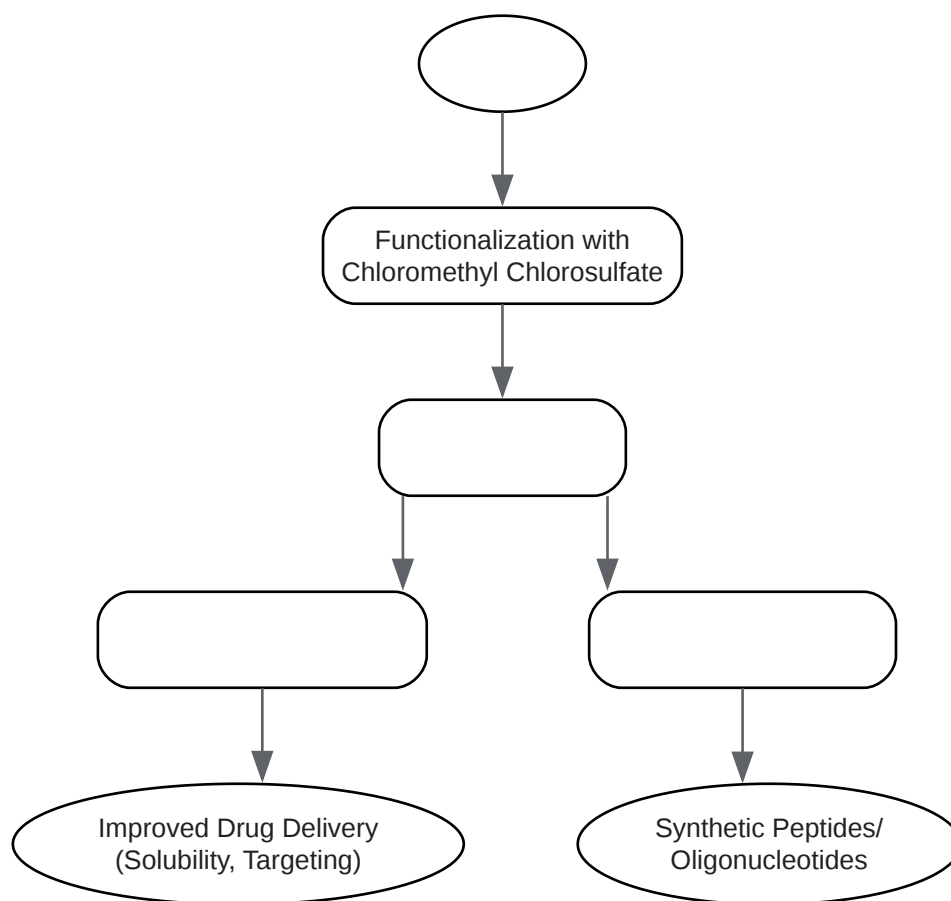 Functionalization with
Chloromethyl Chlorosulfate
Improved Drug Delivery
(Solubility, Targeting)
Synthetic Peptides/
Oligonucleotides